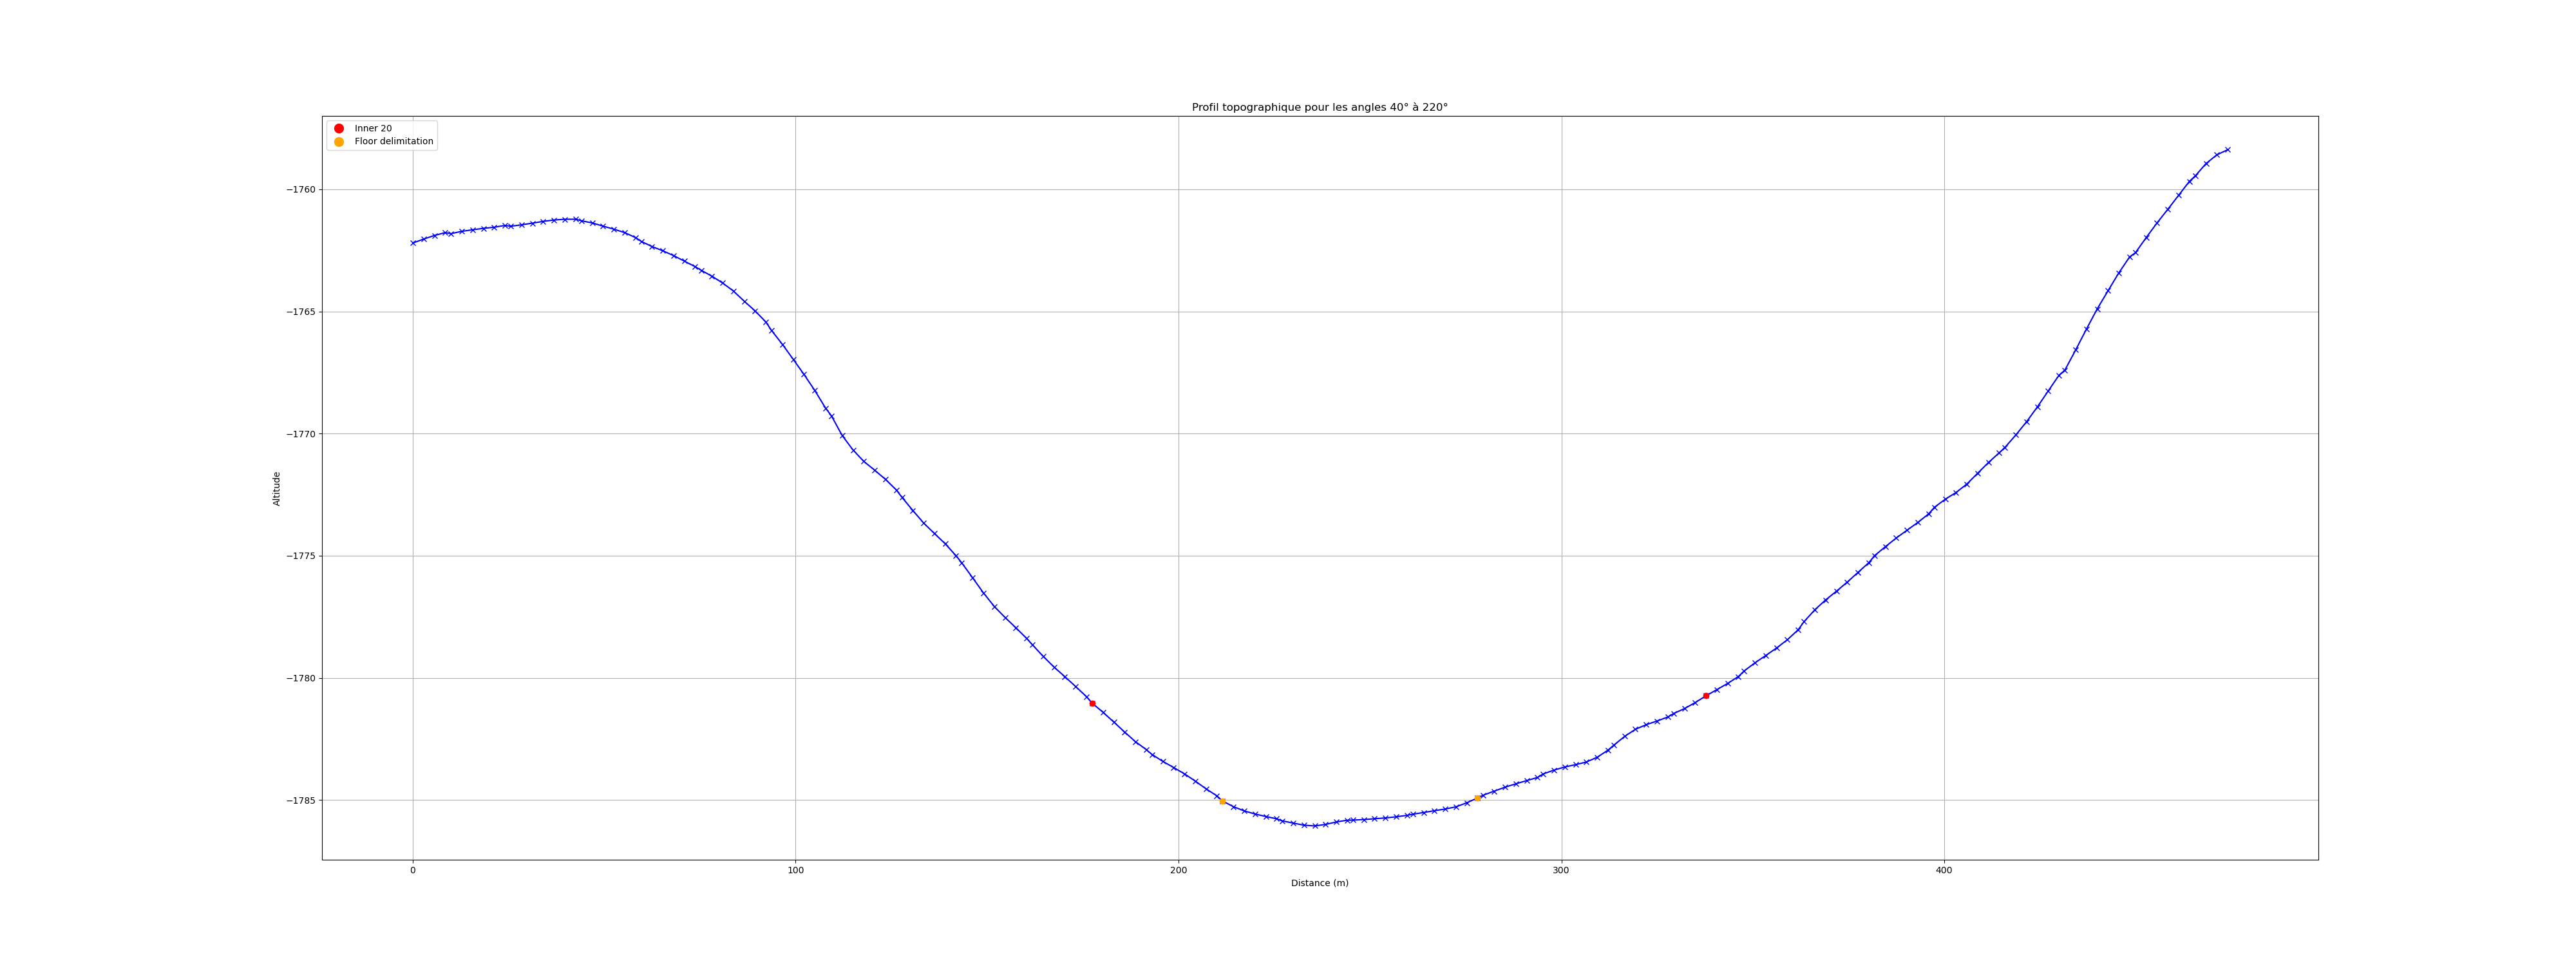 Profil topographique pour les angles 40° à 220°
Inner 20
Floor delimitation
−1760
−1765
−1770
−1775
−1780
−1785
Altitude
0
100
200
300
400
Distance (m)